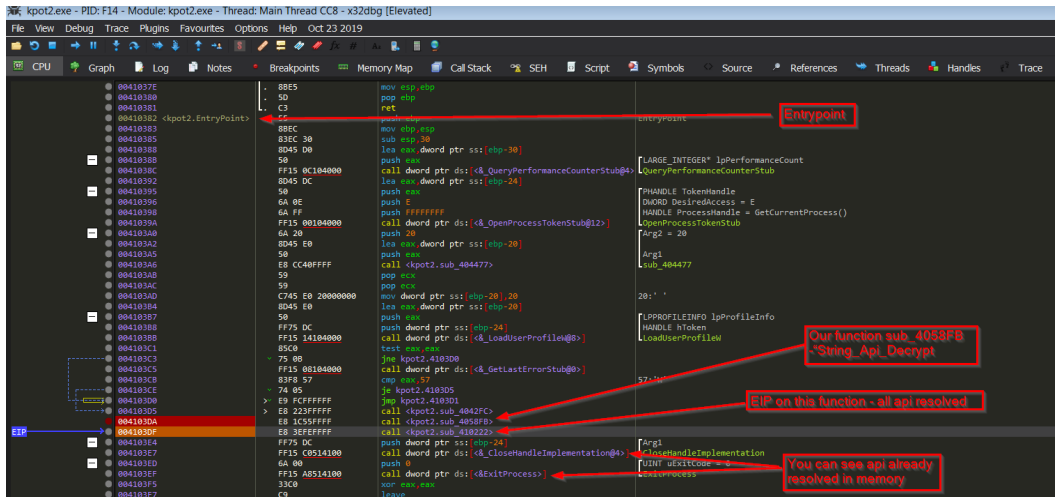 kpot2.exe - PID: F14 - Module: kpot2.exe - Thread: Main Thread CC8 - x32dbg [Elevated]
File View Debug Trace Plugins Favourites Options Help Oct 23 2019
CPU Graph Log Notes Breakpoints Memory Map Call Stack SEH Script Symbols Source References Threads Handles Trace
0041037E 8BE5 mov esp,ebp
00410380 5D pop ebp
00410381 C3 ret
00410382 <kpot2.EntryPoint> 55 push ebp EntryPoint
Entrypoint
00410383 8BEC mov ebp,esp
00410385 83EC 30 sub esp,30
00410388 8D45 D0 lea eax,dword ptr ss:[ebp-30]
0041038B 50 push eax LARGE_INTEGER* lpPerformanceCount
0041038C FF15 0C104000 call dword ptr ds:[<&_QueryPerformanceCounterStub@4>] QueryPerformanceCounterStub
00410392 8D45 DC lea eax,dword ptr ss:[ebp-24]
00410395 50 push eax PHANDLE TokenHandle
00410396 6A 0E push E DWORD DesiredAccess = E
00410398 6A FF push FFFFFFFF HANDLE ProcessHandle = GetCurrentProcess()
0041039A FF15 00104000 call dword ptr ds:[<&_OpenProcessTokenStub@12>] OpenProcessTokenStub
004103A0 6A 20 push 20 Arg2 = 20
004103A2 8D45 E0 lea eax,dword ptr ss:[ebp-20]
004103A5 50 push eax Arg1
004103A6 E8 CC40FFFF call <kpot2.sub_404477> sub_404477
004103AB 59 pop ecx
004103AC 59 pop ecx
004103AD C745 E0 20000000 mov dword ptr ss:[ebp-20],20 20:' '
004103B4 8D45 E0 lea eax,dword ptr ss:[ebp-20]
004103B7 50 push eax LPPROFILEINFO lpProfileInfo
004103B8 FF75 DC push dword ptr ss:[ebp-24] HANDLE hToken
004103BB FF15 14104000 call dword ptr ds:[<&_LoadUserProfileW@8>] LoadUserProfileW
004103C1 85C0 test eax,eax
004103C3 75 0B jne kpot2.4103D0
004103C5 FF15 08104000 call dword ptr ds:[<&_GetLastErrorStub@0>]
004103CB 83F8 57 cmp eax,57 57:'W'
004103CE 74 05 je kpot2.4103D5
004103D0 E9 FCFFFFFF jmp kpot2.4103D1
004103D5 E8 223FFFFF call <kpot2.sub_4042FC>
Our function sub_4058FB
-"String_Api_Decrypt
004103DA E8 1C55FFFF call <kpot2.sub_4058FB>
EIP 004103DF E8 3EFEFFFF call <kpot2.sub_410222>
EIP on this function - all api resolved
004103E4 FF75 DC push dword ptr ss:[ebp-24] Arg1
004103E7 FF15 C0514100 call dword ptr ds:[<&_CloseHandleImplementation@4>] CloseHandleImplementation
004103ED 6A 00 push 0 UINT uExitCode = 0
004103EF FF15 A8514100 call dword ptr ds:[<&ExitProcess>] ExitProcess
You can see api already
resolved in memory
004103F5 33C0 xor eax,eax
004103F7 C9 leave